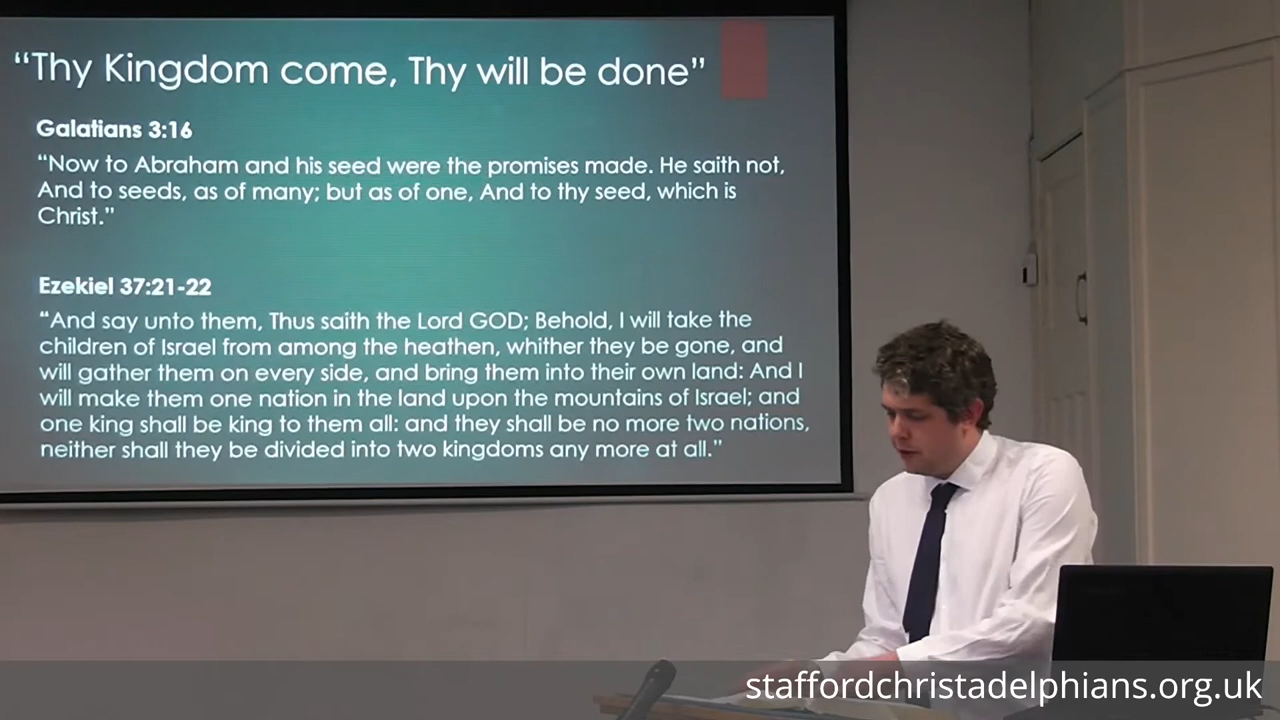 “Thy Kingdom come, Thy will be done”
Galatians 3:16
“Now to Abraham and his seed were the promises made. He saith not,
And to seeds, as of many; but as of one, And to thy seed, which is
Christ.”
Ezekiel 37:21-22
“And say unto them, Thus saith the Lord GOD; Behold, I will take the
children of Israel from among the heathen, whither they be gone, and
will gather them on every side, and bring them into their own land: And I
will make them one nation in the land upon the mountains of Israel; and
one king shall be king to them all: and they shall be no more two nations,
neither shall they be divided into two kingdoms any more at all.”
staffordchristadelphians.org.uk